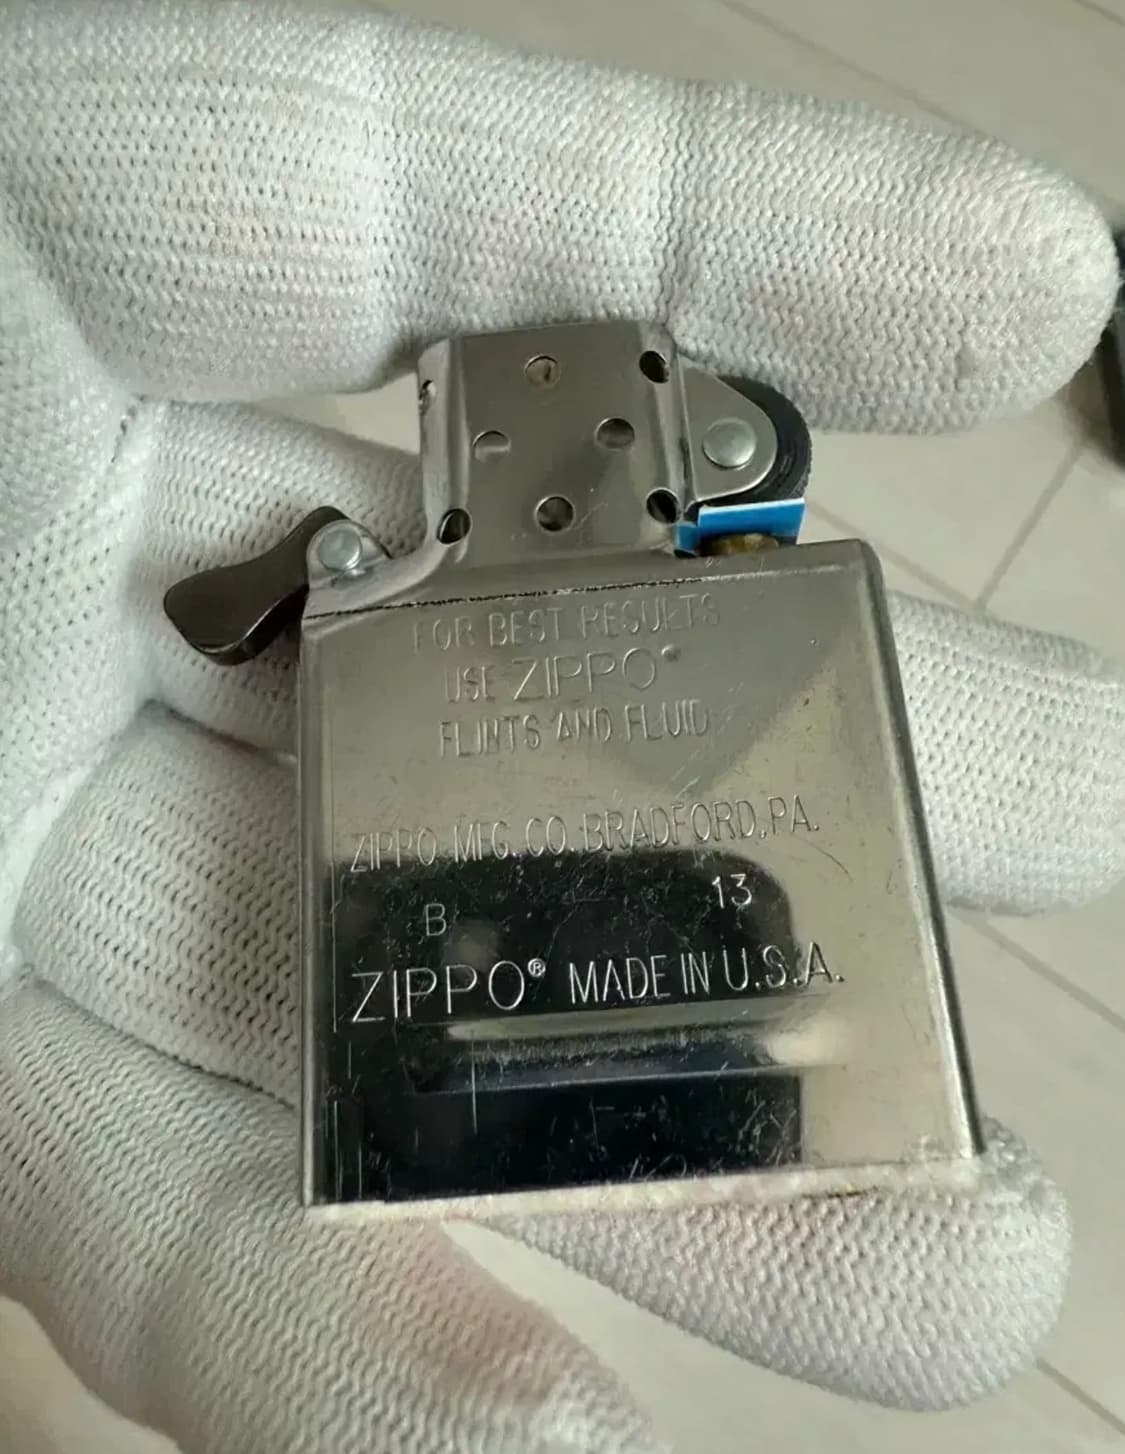 FOR BEST RESULTS
USE ZIPPO®
FLINTS AND FLUID
ZIPPO MFG. CO. BRADFORD, PA.
B 13
ZIPPO® MADE IN U.S.A.